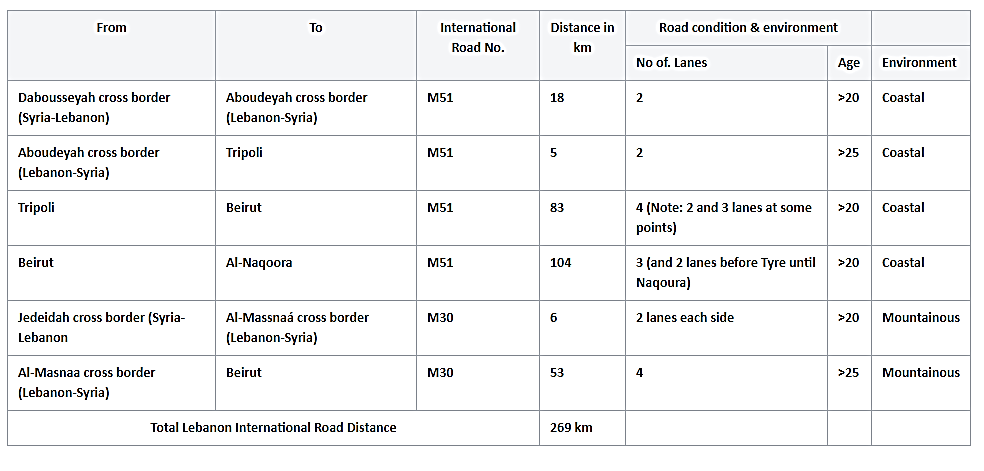 From To International Road No. Distance in km Road condition & environment
No of. Lanes Age Environment
Dabousseyah cross border (Syria-Lebanon) Aboudeyah cross border (Lebanon-Syria) M51 18 2 >20 Coastal
Aboudeyah cross border (Lebanon-Syria) Tripoli M51 5 2 >25 Coastal
Tripoli Beirut M51 83 4 (Note: 2 and 3 lanes at some points) >20 Coastal
Beirut Al-Naqoora M51 104 3 (and 2 lanes before Tyre until Naqoura) >20 Coastal
Jedeidah cross border (Syria-Lebanon Al-Massnaá cross border (Lebanon-Syria) M30 6 2 lanes each side >20 Mountainous
Al-Masnaa cross border (Lebanon-Syria) Beirut M30 53 4 >25 Mountainous
Total Lebanon International Road Distance 269 km